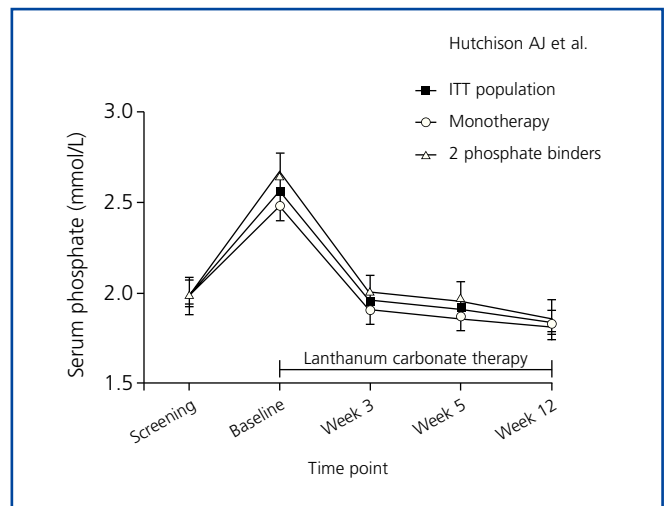 Hutchison AJ et al.
ITT population
Monotherapy
2 phosphate binders
Serum phosphate (mmol/L)
3.0
2.5
2.0
1.5
Lanthanum carbonate therapy
Screening
Baseline
Week 3
Week 5
Week 12
Time point